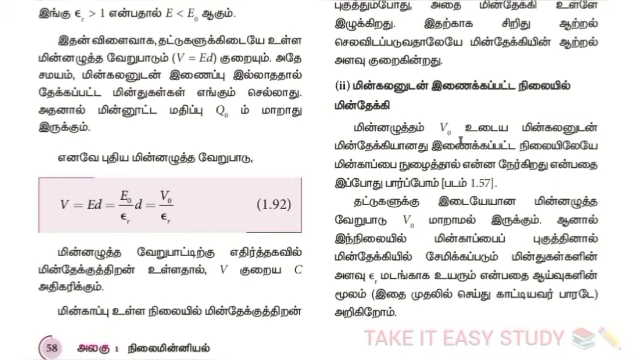 இங்கு ϵr > 1 என்பதால் E < E0 ஆகும்.
இதன் விளைவாக, தட்டுகளுக்கிடையே உள்ள
மின்னழுத்த வேறுபாடும் (V = Ed) குறையும். அதே
சமயம், மின்கலனுடன் இணைப்பு இல்லாததால்
தேக்கப்பட்ட மின்துகள்கள் எங்கும் செல்லாது.
அதனால் மின்னூட்ட மதிப்பு Q0 ம் மாறாது
இருக்கும்.
எனவே புதிய மின்னழுத்த வேறுபாடு,
V = Ed = E0/ϵr d = V0/ϵr (1.92)
மின்னழுத்த வேறுபாட்டிற்கு எதிர்த்தகவில்
மின்தேக்குத்திறன் உள்ளதால், V குறைய C
அதிகரிக்கும்.
மின்காப்பு உள்ள நிலையில் மின்தேக்குத்திறன்
58 அலகு 1 நிலைமின்னியல்
புகுத்தும்போது, அதை மின்தேக்கி உள்ளே
இழுக்கிறது. இதற்காக சிறிது ஆற்றல்
செலவிடப்படுவதாலேயே மின்தேக்கியின் ஆற்றல்
அளவு குறைகின்றது.
(ii) மின்கலனுடன் இணைக்கப்பட்ட நிலையில்
மின்தேக்கி
மின்னழுத்தம் V0 உடைய மின்கலனுடன்
மின்தேக்கியானது இணைக்கப்பட்ட நிலையிலேயே
மின்காப்பை நுழைத்தால் என்ன நேர்கிறது என்பதை
இப்போது பார்ப்போம் [படம் 1.57].
தட்டுகளுக்கு இடையேயான மின்னழுத்த
வேறுபாடு V0 மாறாமல் இருக்கும். ஆனால்
இந்நிலையில் மின்காப்பைப் புகுத்தினால்
மின்தேக்கியில் சேமிக்கப்படும் மின்துகள்களின்
அளவு ϵr மடங்காக உயரும் என்பதை ஆய்வுகளின்
மூலம் (இதை முதலில் செய்து காட்டியவர் பாரடே)
அறிகிறோம்.
TAKE IT EASY STUDY